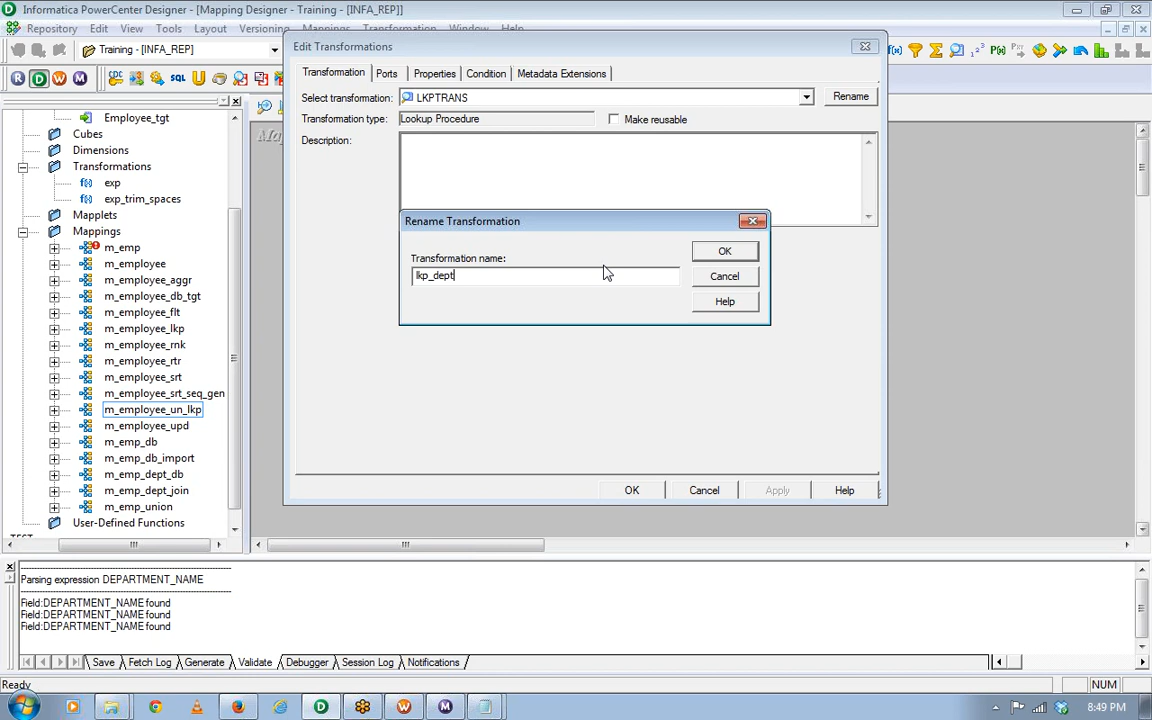 Informatica PowerCenter Designer - [Mapping Designer - Training - [INFA_REP]]
Repository Edit View Tools Layout Versioning Mappings Transformation Window Help
Training - [INFA_REP]
Edit Transformations
Transformation Ports Properties Condition Metadata Extensions
Select transformation: LKPTRANS Rename
Transformation type: Lookup Procedure Make reusable
Description:
Rename Transformation
Transformation name:
lkp_dept
OK
Cancel
Help
OK Cancel Apply Help
Employee_tgt
Cubes
Dimensions
Transformations
exp
exp_trim_spaces
Mapplets
Mappings
m_emp
m_employee
m_employee_aggr
m_employee_db_tgt
m_employee_flt
m_employee_lkp
m_employee_rnk
m_employee_rtr
m_employee_srt
m_employee_srt_seq_gen
m_employee_un_lkp
m_employee_upd
m_emp_db
m_emp_db_import
m_emp_dept_db
m_emp_dept_join
m_emp_union
User-Defined Functions
Parsing expression DEPARTMENT_NAME
Field:DEPARTMENT_NAME found
Field:DEPARTMENT_NAME found
Field:DEPARTMENT_NAME found
Save Fetch Log Generate Validate Debugger Session Log Notifications
Ready NUM
8:49 PM